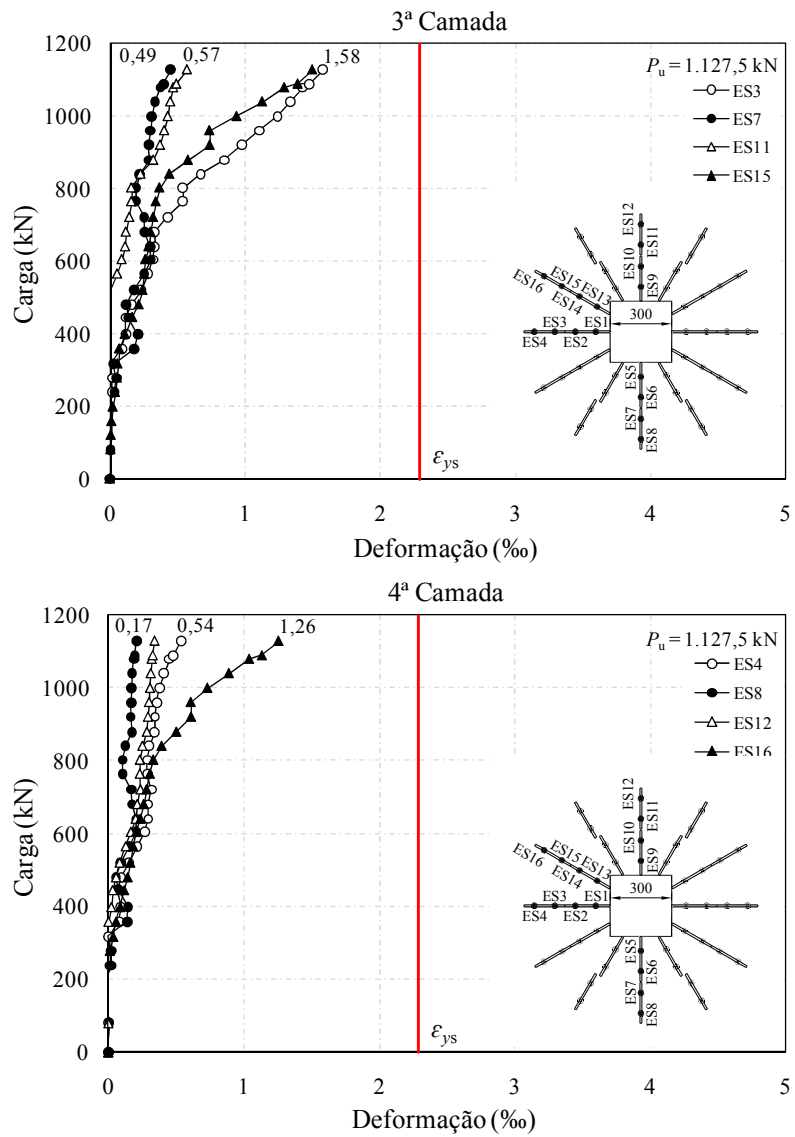 3ª Camada
1200
1000
800
600
400
200
0
Carga (kN)
0,49 0,57 1,58
P_u = 1.127,5 kN
ES3
ES7
ES11
ES15
ES12
ES11
ES10
ES9
ES16
ES15
ES14
ES13
300
ES4
ES3
ES2
ES1
ES5
ES6
ES7
ES8
ε_ys
0 1 2 3 4 5
Deformação (‰)
4ª Camada
1200
1000
800
600
400
200
0
Carga (kN)
0,17 0,54 1,26
P_u = 1.127,5 kN
ES4
ES8
ES12
ES16
ES12
ES11
ES10
ES9
ES16
ES15
ES14
ES13
300
ES4
ES3
ES2
ES1
ES5
ES6
ES7
ES8
ε_ys
0 1 2 3 4 5
Deformação (‰)